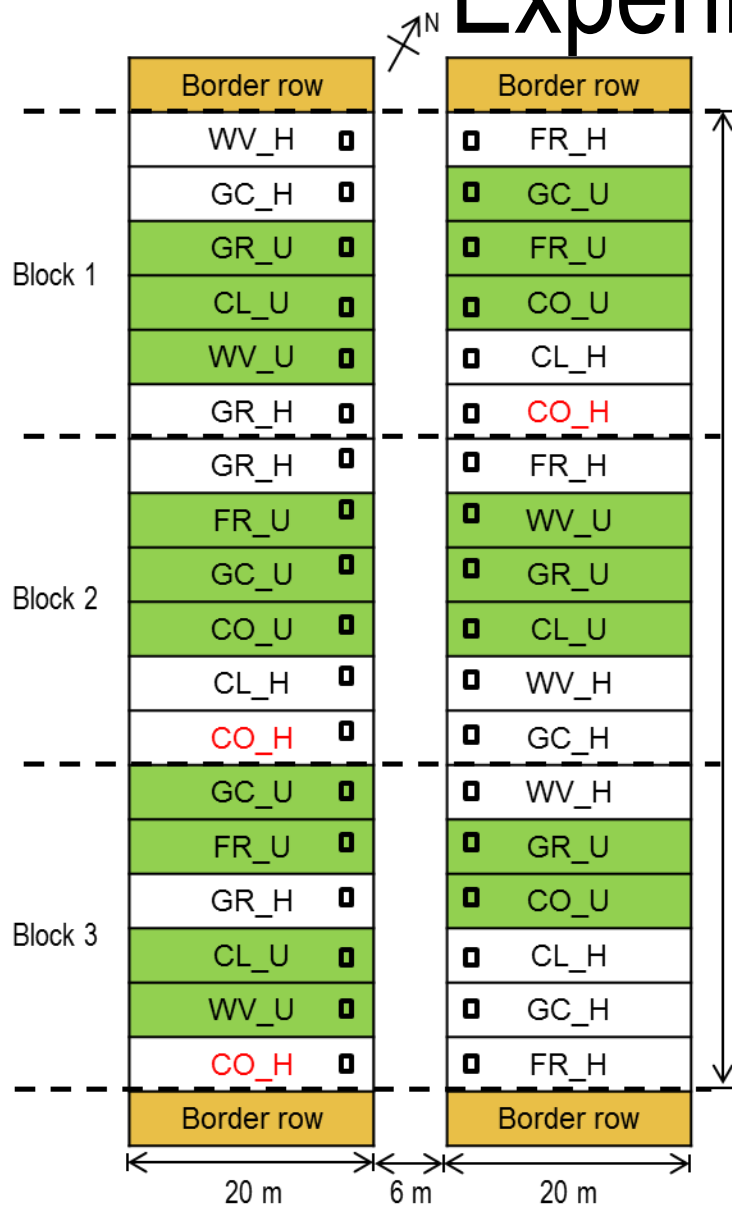 N
Border row Border row
WV_H FR_H
GC_H GC_U
GR_U FR_U
Block 1
CL_U CO_U
WV_U CL_H
GR_H CO_H
GR_H FR_H
FR_U WV_U
GC_U GR_U
Block 2
CO_U CL_U
CL_H WV_H
CO_H GC_H
GC_U WV_H
FR_U GR_U
GR_H CO_U
Block 3
CL_U CL_H
WV_U GC_H
CO_H FR_H
Border row Border row
20 m 6 m 20 m